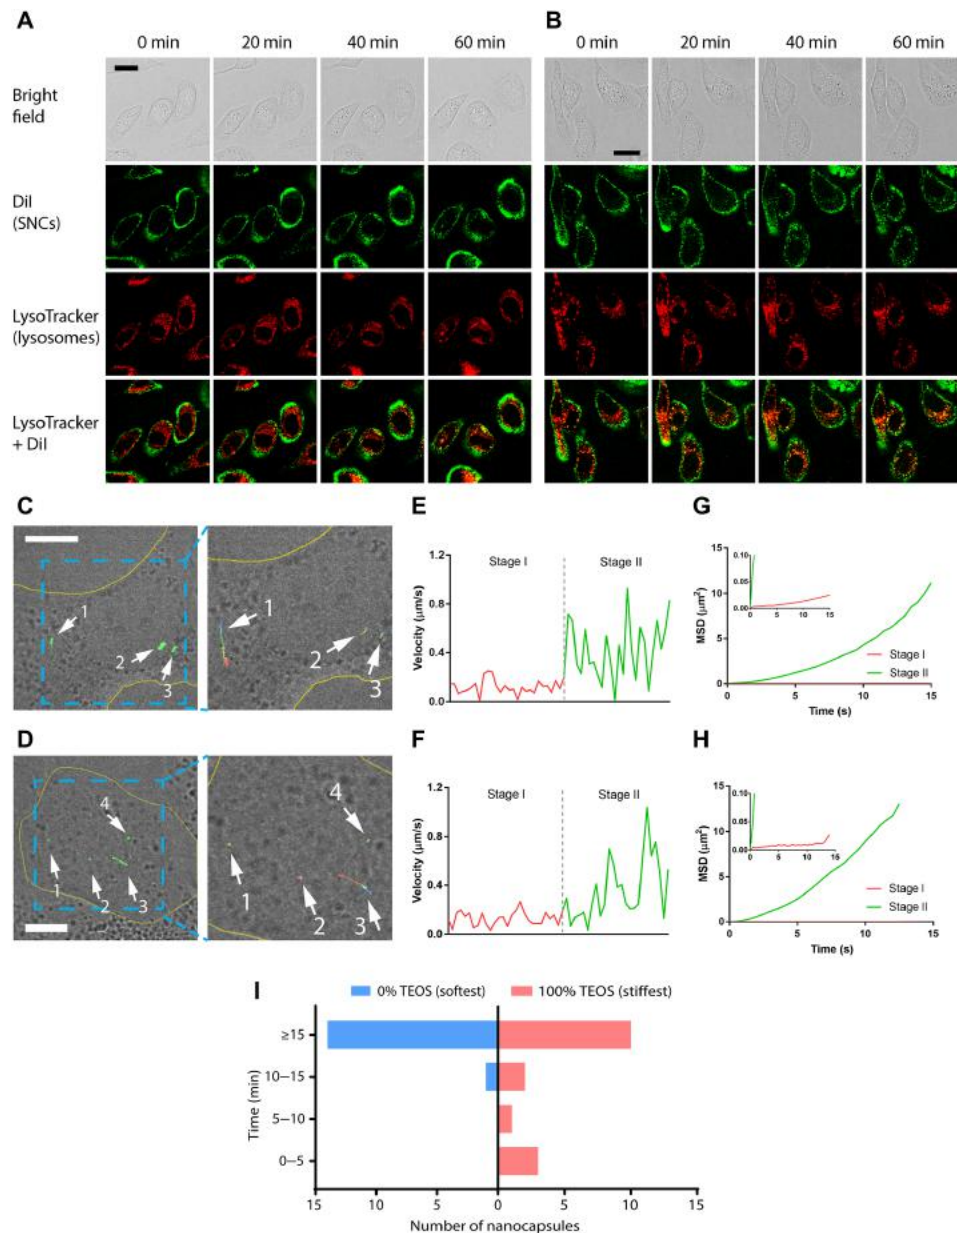 A
B
0 min 20 min 40 min 60 min 0 min 20 min 40 min 60 min
Bright
field
DiI
(SNCs)
LysoTracker
(lysosomes)
LysoTracker
+ DiI
C E G
1
2
3
1
2
3
1.2
0.8
0.4
0.0
Velocity (µm/s)
Stage I Stage II
15
10
5
0
MSD (µm²)
0.10
0.05
0.00
0 5 10 15
Stage I
Stage II
0 5 10 15
Time (s)
D F H
4
1
2
3
4
1
2
3
1.2
0.8
0.4
0.0
Velocity (µm/s)
Stage I Stage II
15
10
5
0
MSD (µm²)
0.10
0.05
0.00
0 5 10 15
Stage I
Stage II
0 5 10 15
Time (s)
I
0% TEOS (softest) 100% TEOS (stiffest)
Time (min)
≥15
10–15
5–10
0–5
15 10 5 0 5 10 15
Number of nanocapsules